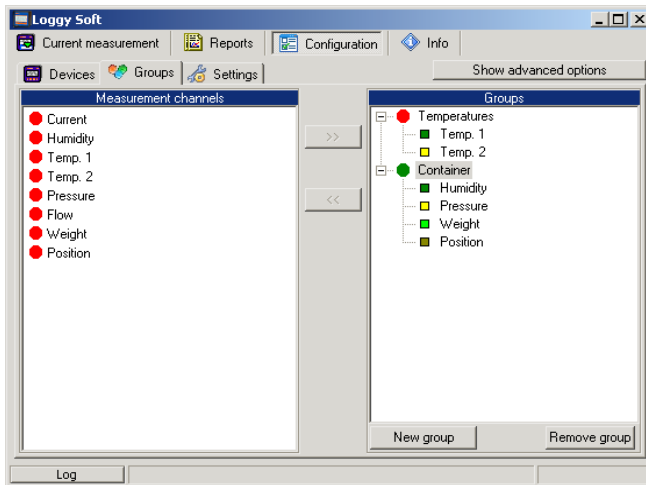 Loggy Soft
Current measurement Reports Configuration Info
Devices Groups Settings Show advanced options
Measurement channels
Current
Humidity
Temp. 1
Temp. 2
Pressure
Flow
Weight
Position
>>
<<
Groups
Temperatures
Temp. 1
Temp. 2
Container
Humidity
Pressure
Weight
Position
New group Remove group
Log